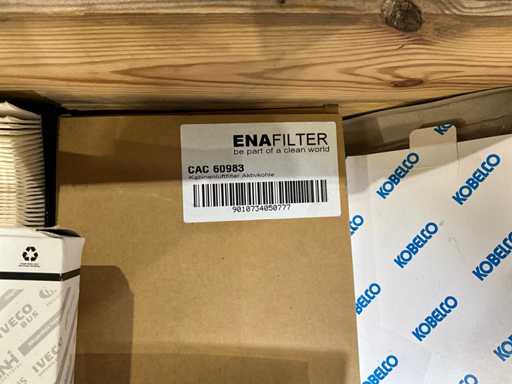 ENAFILTER
be part of a clean world
CAC 60983
Kabinenluftfilter Aktivkohle
9010734050777
KOBELCO
KOBELCO
KOBELCO
KOBELCO
KOBELCO
KOBELCO
KOBELCO
KOBELCO
IVECO
BUS
IVECO